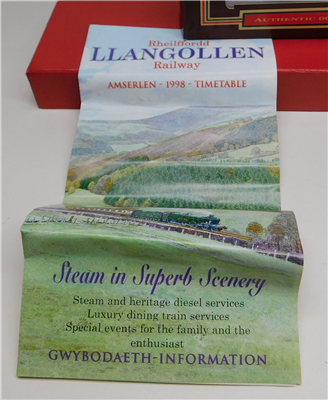 AUTHENTIC
Rheilffordd
LLANGOLLEN
Railway
AMSERLEN - 1998 - TIMETABLE
Steam in Superb Scenery
Steam and heritage diesel services
Luxury dining train services
Special events for the family and the
enthusiast
GWYBODAETH-INFORMATION